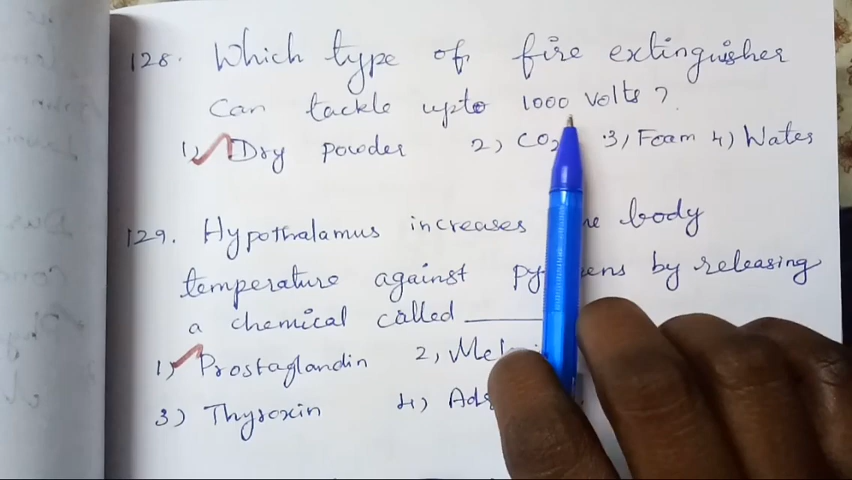 128. Which type of fire extinguisher
Can tackle upto 1000 volts ?
1) Dry powder 2) CO2 3) Foam 4) Water
129. Hypothalamus increases body
temperature against by releasing
a chemical called ______
1) Prostaglandin 2)
3) Thyroxin 4)